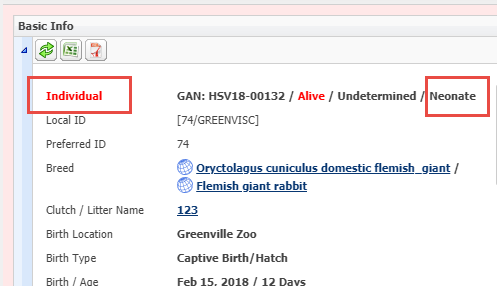 Basic Info
Individual GAN: HSV18-00132 / Alive / Undetermined / Neonate
Local ID [74/GREENVISC]
Preferred ID 74
Breed Oryctolagus cuniculus domestic flemish_giant /
Flemish giant rabbit
Clutch / Litter Name 123
Birth Location Greenville Zoo
Birth Type Captive Birth/Hatch
Birth / Age Feb 15, 2018 / 12 Days